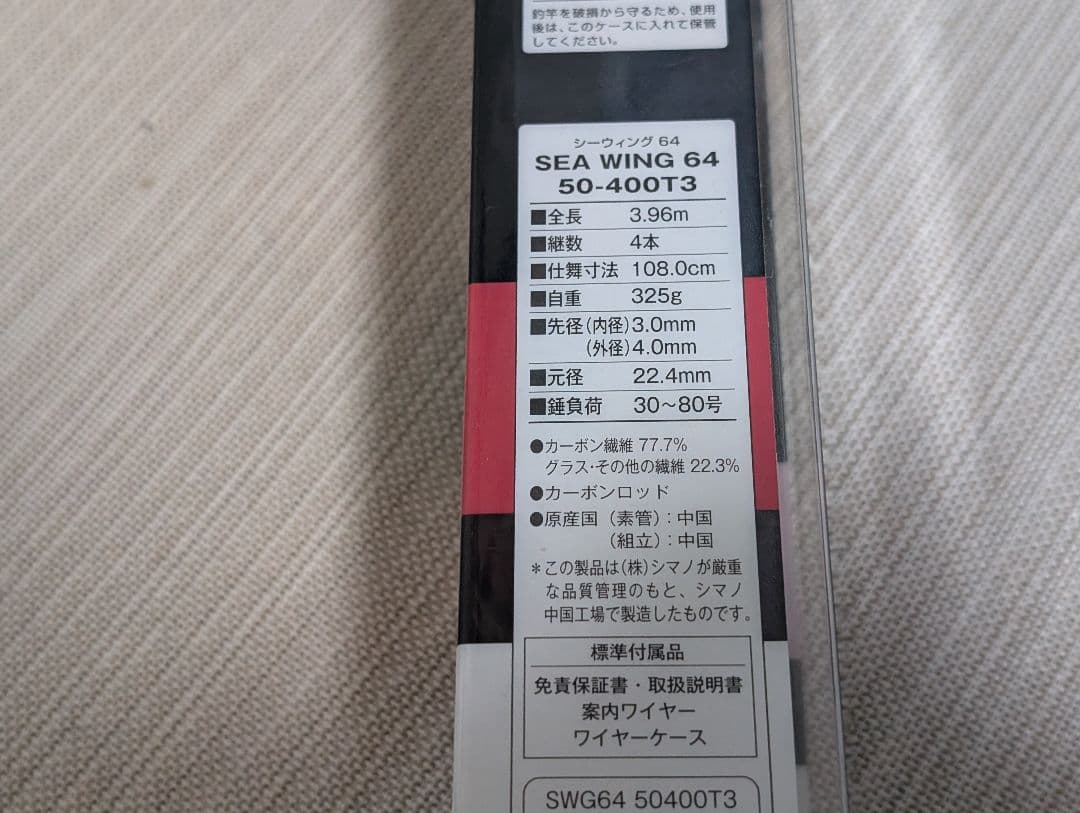 釣竿を破損から守るため、使用
後は、このケースに入れて保管
してください。
シーウィング 64
SEA WING 64
50-400T3
■全長 3.96m
■継数 4本
■仕舞寸法 108.0cm
■自重 325g
■先径(内径)3.0mm
(外径)4.0mm
■元径 22.4mm
■錘負荷 30~80号
●カーボン繊維 77.7%
グラス・その他の繊維 22.3%
●カーボンロッド
●原産国(素管):中国
(組立):中国
*この製品は(株)シマノが厳重
な品質管理のもと、シマノ
中国工場で製造したものです。
標準付属品
免責保証書・取扱説明書
案内ワイヤー
ワイヤーケース
SWG64 50400T3